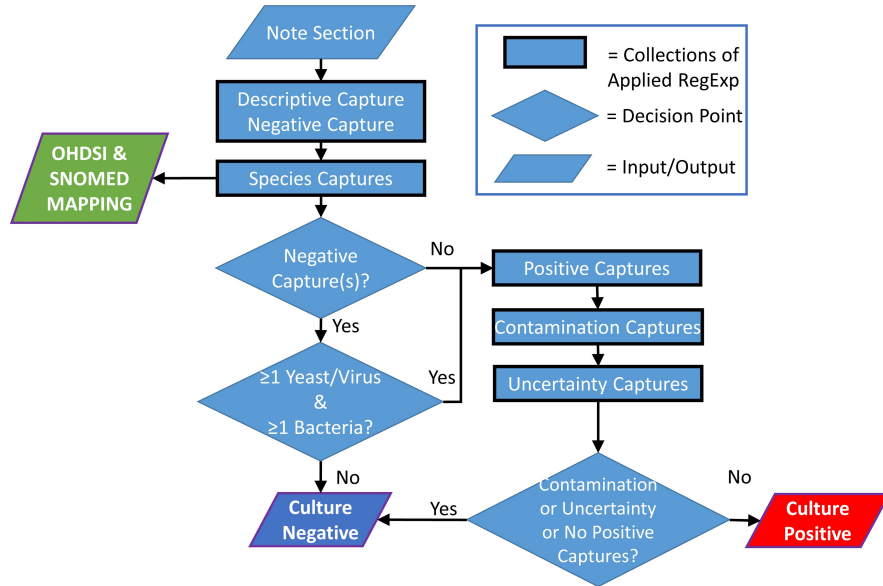 Note Section
= Collections of
Applied RegExp
= Decision Point
= Input/Output
Descriptive Capture
Negative Capture
Species Captures
OHDSI &
SNOMED
MAPPING
Negative
Capture(s)?
No
Yes
Positive Captures
Contamination Captures
Uncertainty Captures
≥1 Yeast/Virus
&
≥1 Bacteria?
Yes
No
Contamination
or Uncertainty
or No Positive
Captures?
Yes
No
Culture
Negative
Culture
Positive